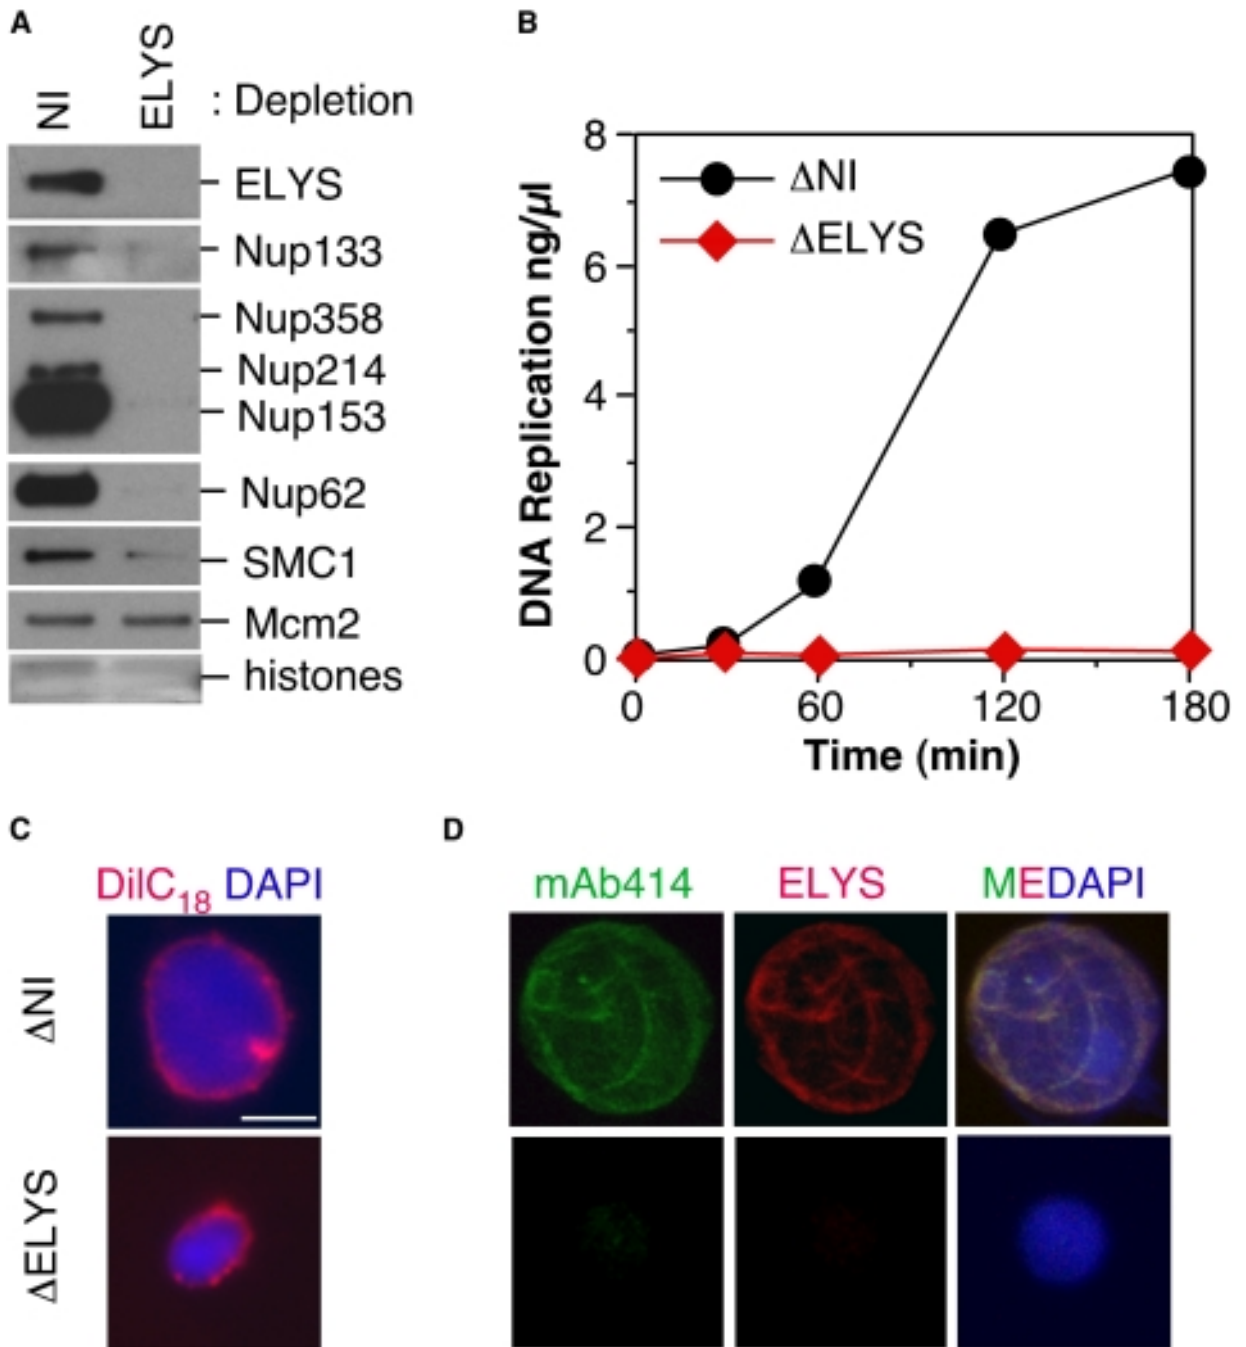 A
NI ELYS : Depletion
ELYS
Nup133
Nup358
Nup214
Nup153
Nup62
SMC1
Mcm2
histones
B
DNA Replication ng/µl
8
6
4
2
0
ΔNI
ΔELYS
0 60 120 180
Time (min)
C
DiIC18 DAPI
ΔNI
ΔELYS
D
mAb414 ELYS MEDAPI